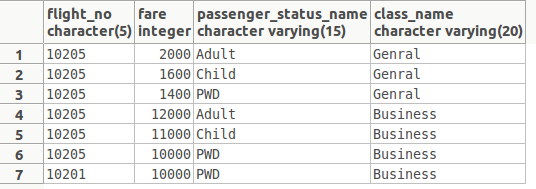 flight_no fare passenger_status_name class_name
character(5) integer character varying(15) character varying(20)
1 10205 2000 Adult Genral
2 10205 1600 Child Genral
3 10205 1400 PWD Genral
4 10205 12000 Adult Business
5 10205 11000 Child Business
6 10205 10000 PWD Business
7 10201 10000 PWD Business